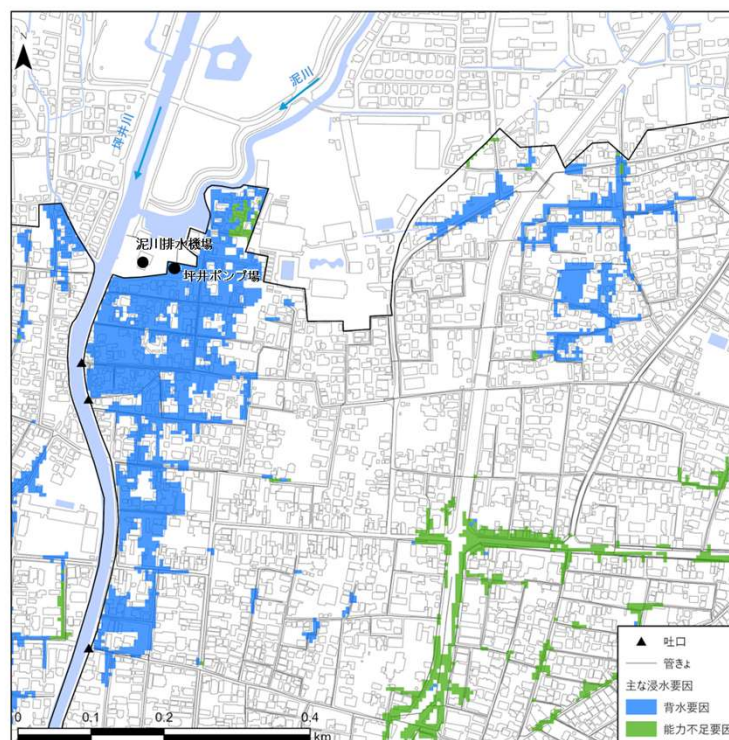 N
泥川
坪井川
泥川排水機場
坪井ポンプ場
吐口
管きょ
主な浸水要因
背水要因
能力不足要因
0 0.1 0.2 0.4
km